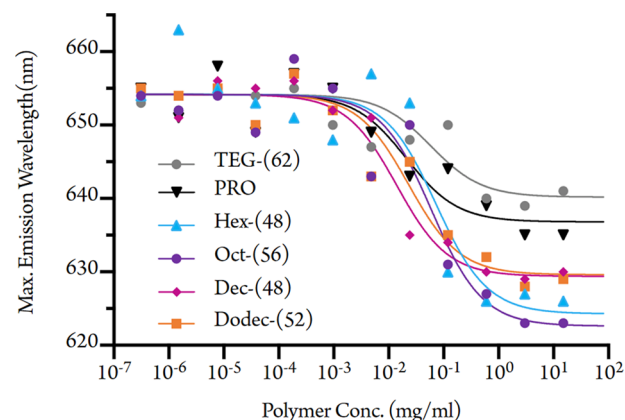 Max. Emission Wavelength(nm)
660
650
640
630
620
TEG-(62)
PRO
Hex-(48)
Oct-(56)
Dec-(48)
Dodec-(52)
10⁻⁷ 10⁻⁶ 10⁻⁵ 10⁻⁴ 10⁻³ 10⁻² 10⁻¹ 10⁰ 10¹ 10²
Polymer Conc. (mg/ml)